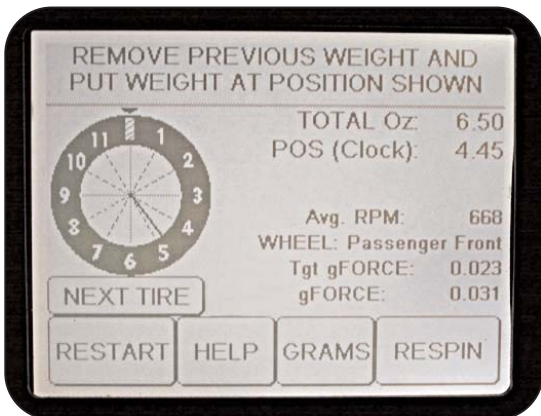 REMOVE PREVIOUS WEIGHT AND
PUT WEIGHT AT POSITION SHOWN
11 1
10 2
9 3
8 4
7 6 5
TOTAL Oz: 6.50
POS (Clock): 4.45
Avg. RPM: 668
WHEEL: Passenger Front
Tgt gFORCE: 0.023
gFORCE: 0.031
NEXT TIRE
RESTART HELP GRAMS RESPIN